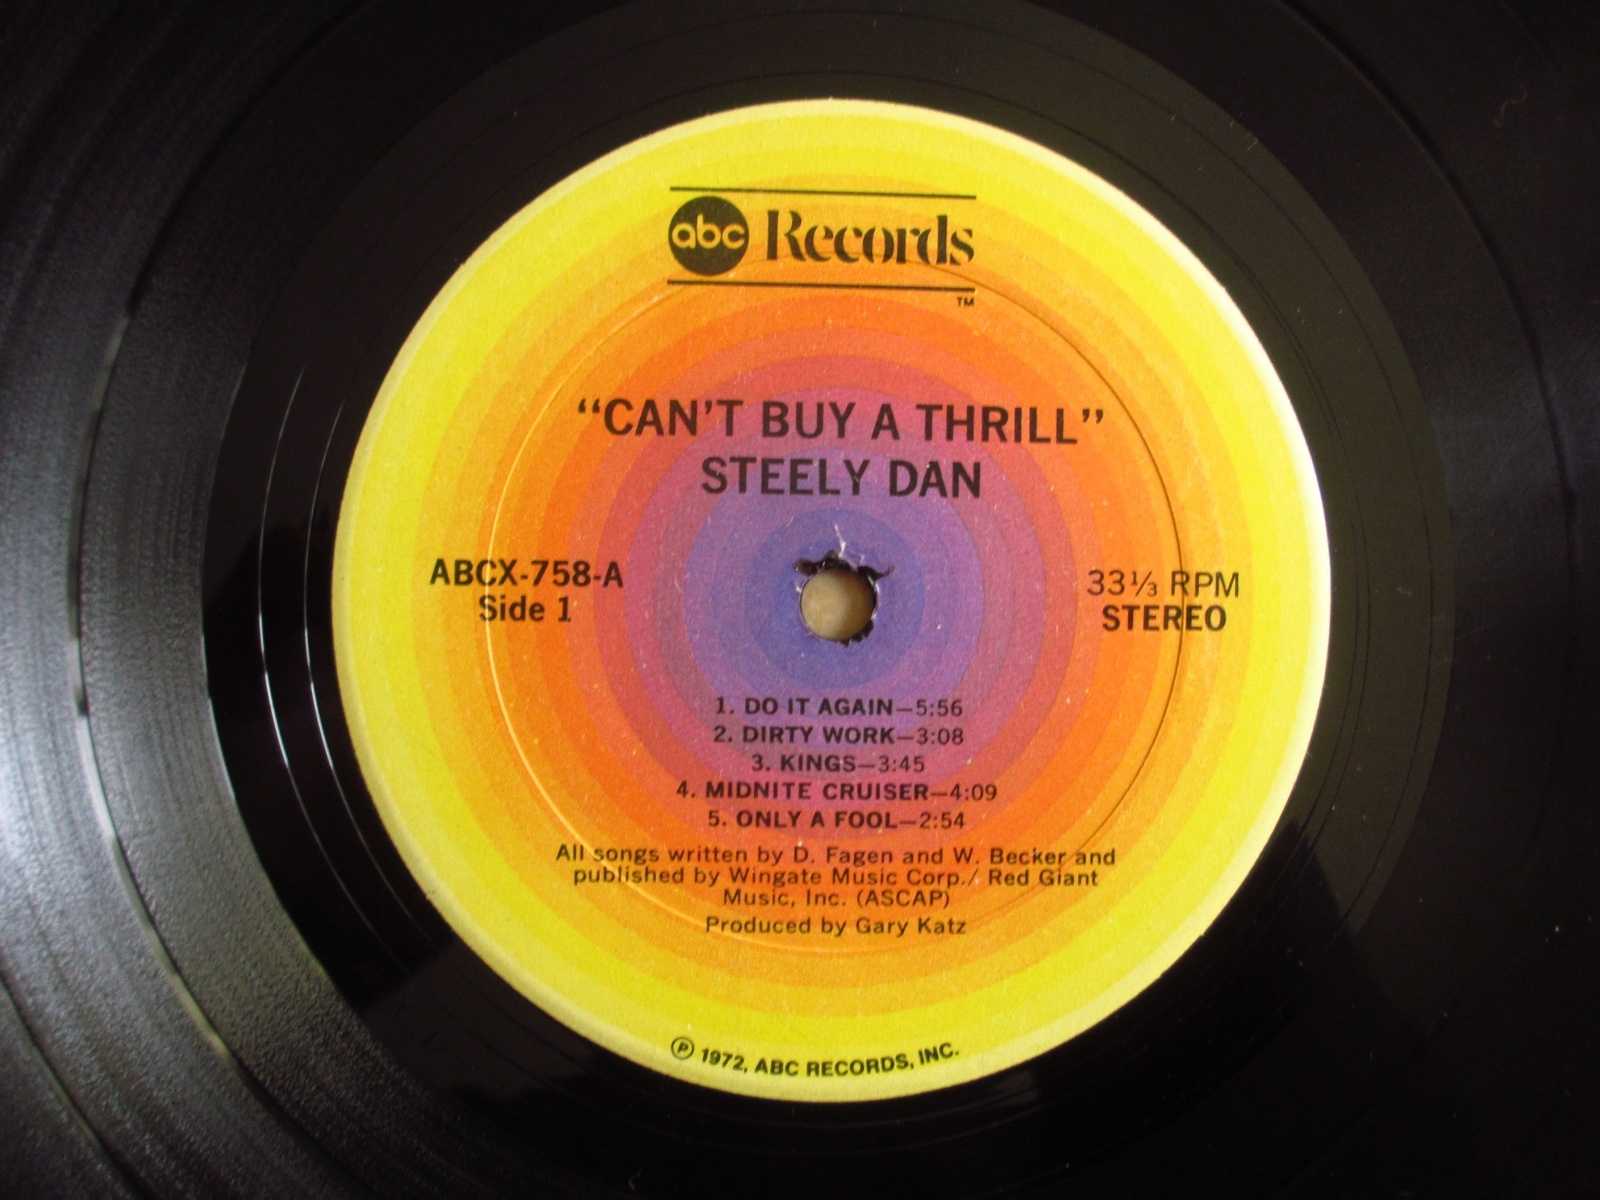 abc Records
TM
“CAN’T BUY A THRILL”
STEELY DAN
ABCX-758-A
Side 1
33⅓ RPM
STEREO
1. DO IT AGAIN—5:56
2. DIRTY WORK—3:08
3. KINGS—3:45
4. MIDNITE CRUISER—4:09
5. ONLY A FOOL—2:54
All songs written by D. Fagen and W. Becker and
published by Wingate Music Corp./ Red Giant
Music, Inc. (ASCAP)
Produced by Gary Katz
℗ 1972, ABC RECORDS, INC.